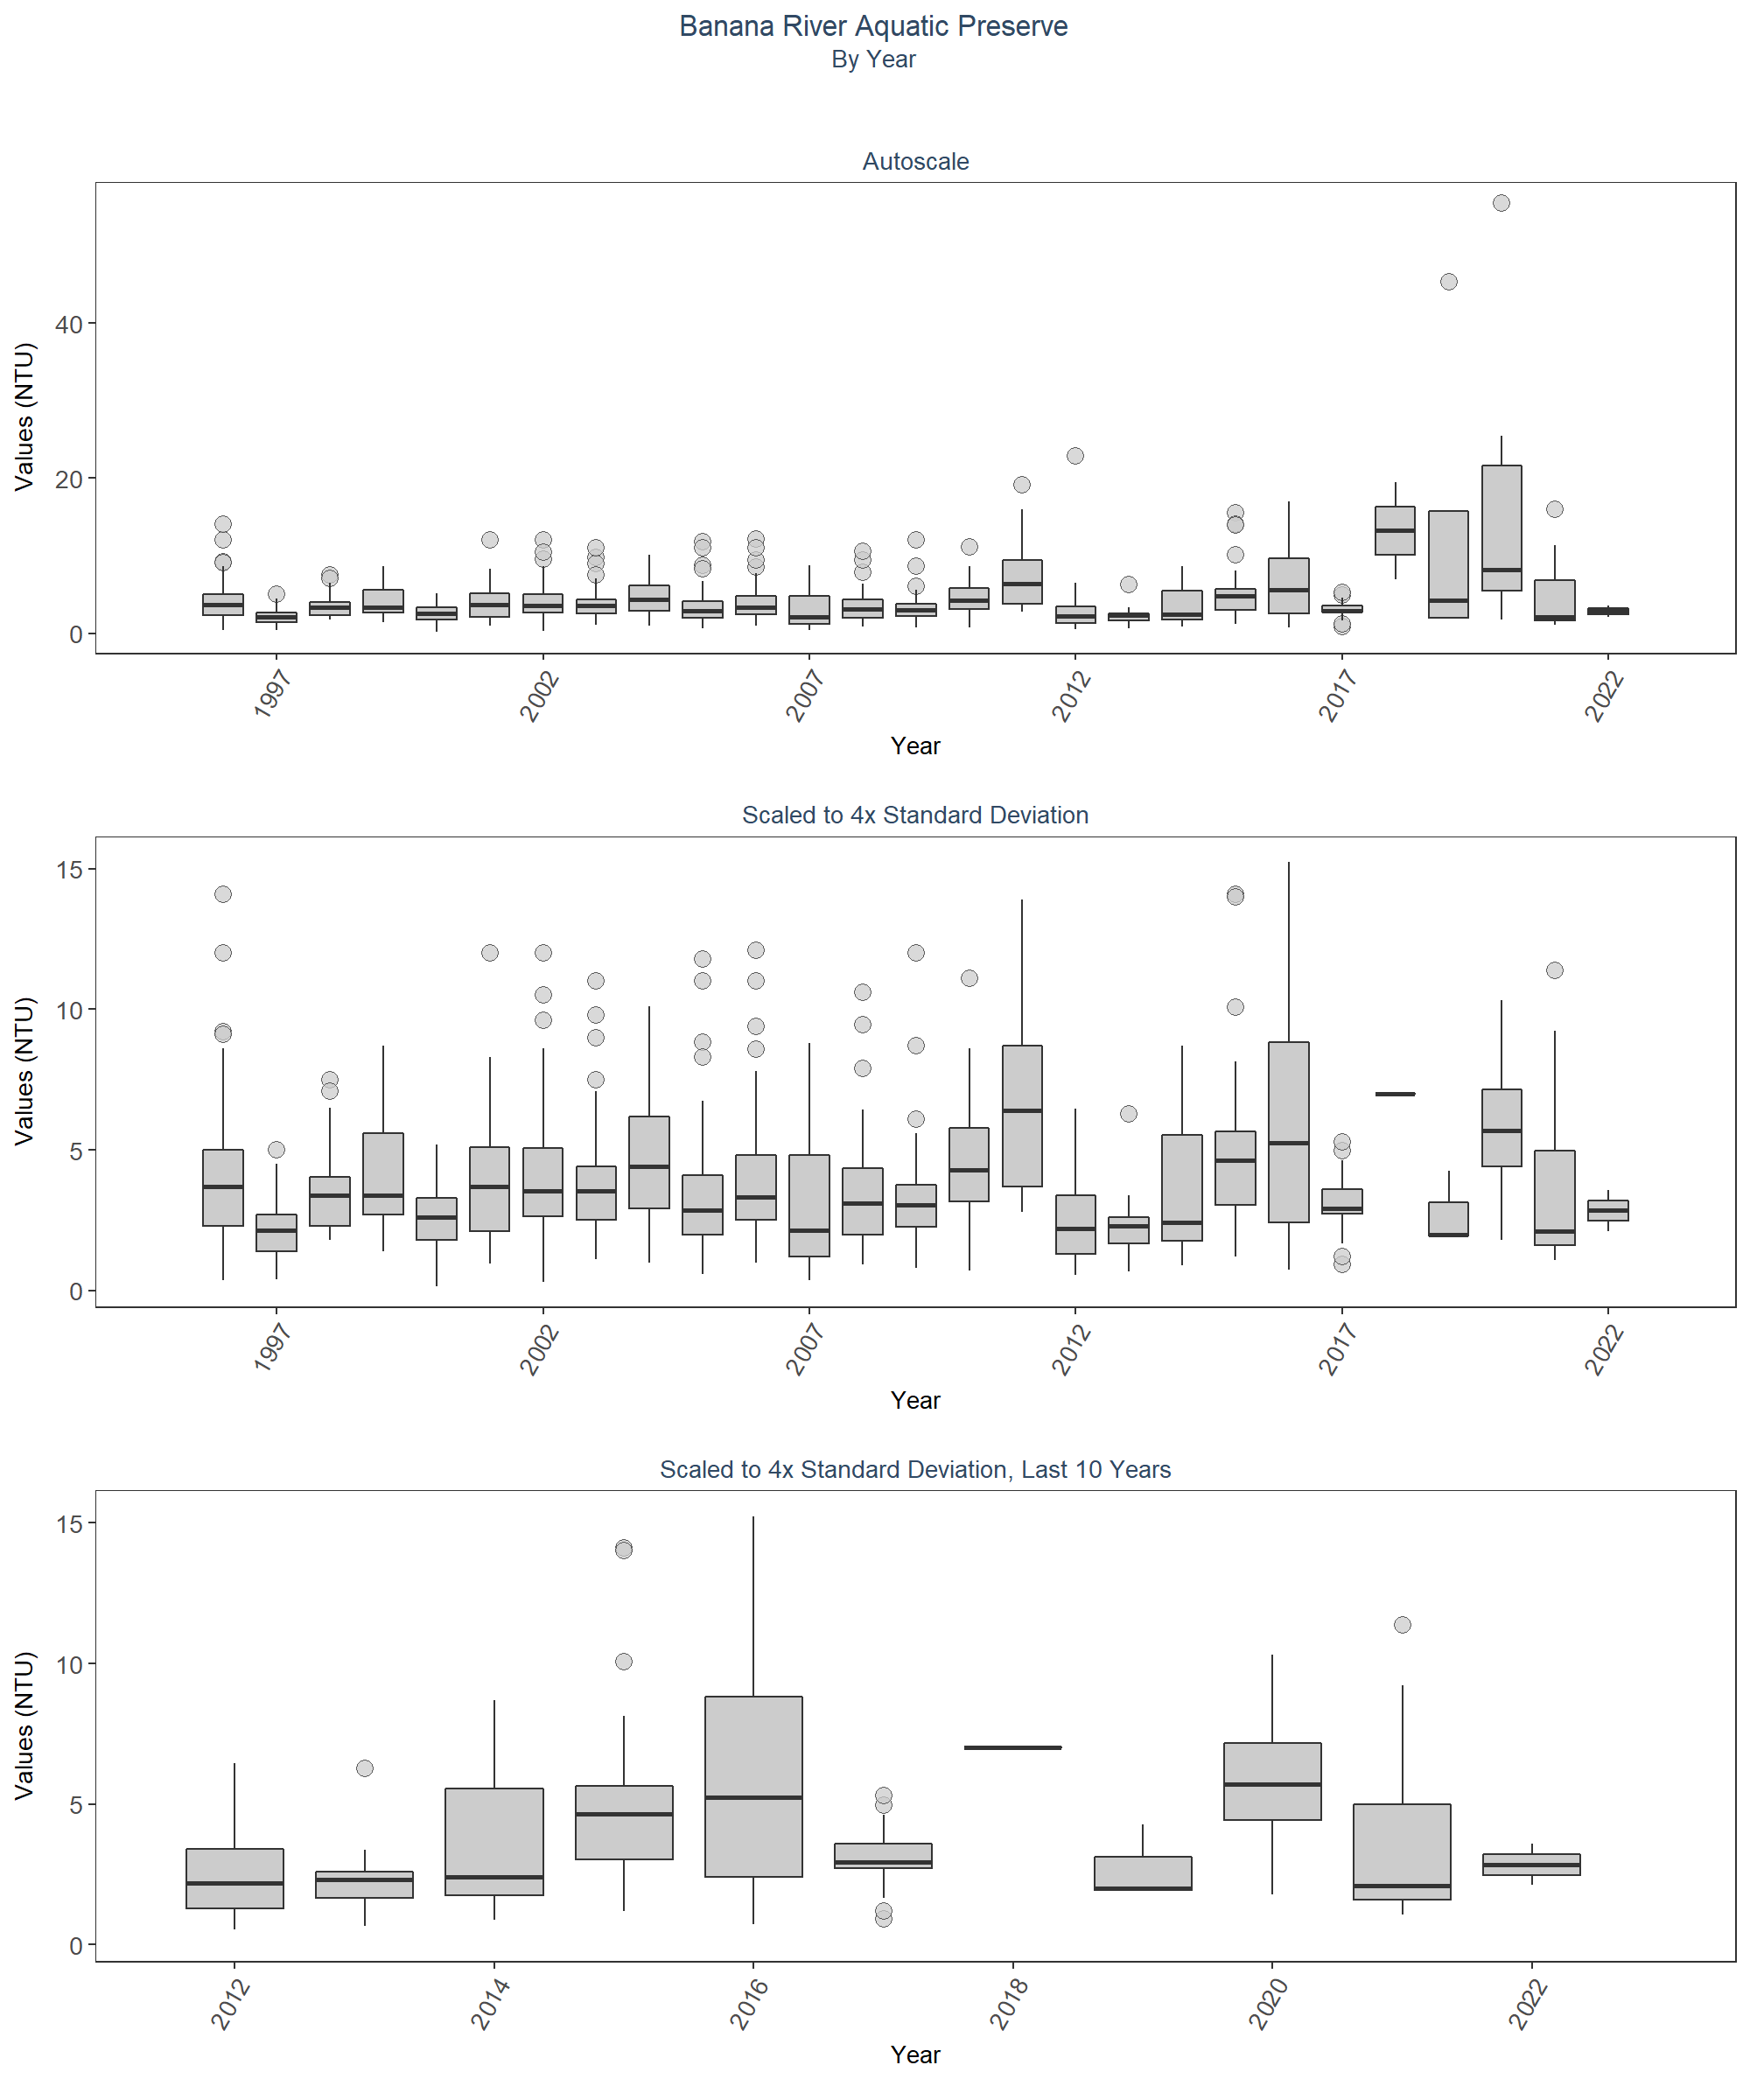 Banana River Aquatic Preserve
By Year
Autoscale
Values (NTU)
40
20
0
1997 2002 2007 2012 2017 2022
Year
Scaled to 4x Standard Deviation
Values (NTU)
15
10
5
0
1997 2002 2007 2012 2017 2022
Year
Scaled to 4x Standard Deviation, Last 10 Years
Values (NTU)
15
10
5
0
2012 2014 2016 2018 2020 2022
Year